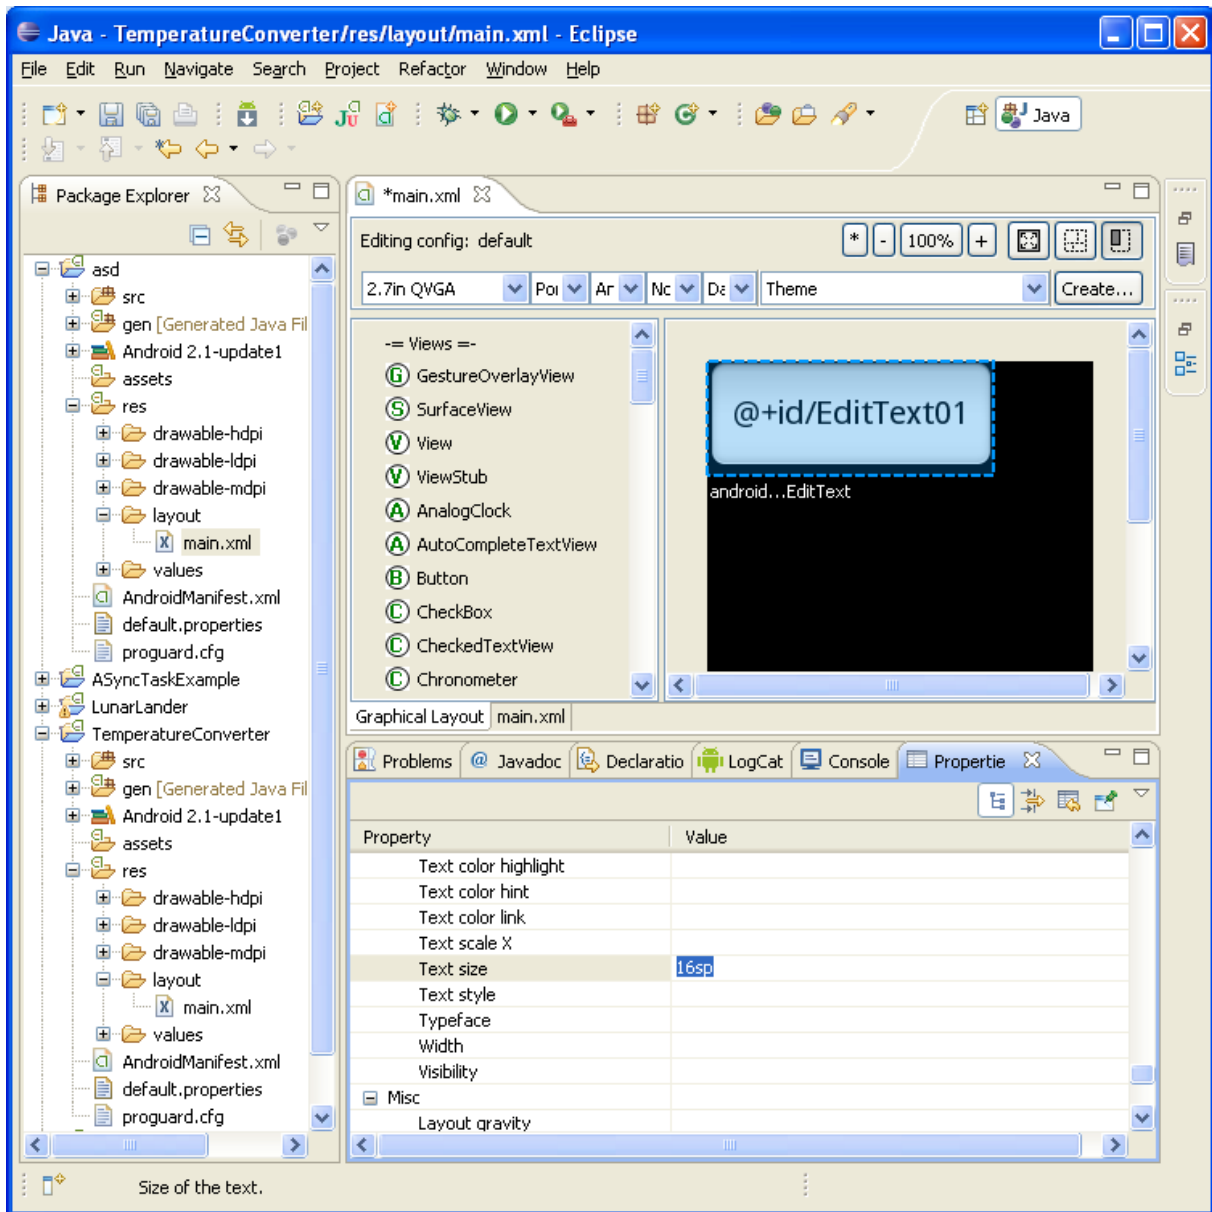 Java - TemperatureConverter/res/layout/main.xml - Eclipse
File Edit Run Navigate Search Project Refactor Window Help
Java
Package Explorer
*main.xml
Editing config: default
* - 100% +
2.7in QVGA Por Ar Nc Da Theme Create...
asd
src
gen [Generated Java Fil
Android 2.1-update1
assets
res
drawable-hdpi
drawable-ldpi
drawable-mdpi
layout
main.xml
values
AndroidManifest.xml
default.properties
proguard.cfg
ASyncTaskExample
LunarLander
TemperatureConverter
src
gen [Generated Java Fil
Android 2.1-update1
assets
res
drawable-hdpi
drawable-ldpi
drawable-mdpi
layout
main.xml
values
AndroidManifest.xml
default.properties
proguard.cfg
-= Views =-
G GestureOverlayView
S SurfaceView
V View
V ViewStub
A AnalogClock
A AutoCompleteTextView
B Button
C CheckBox
C CheckedTextView
C Chronometer
@+id/EditText01
android...EditText
Graphical Layout main.xml
Problems @ Javadoc Declaratio LogCat Console Propertie
Property Value
Text color highlight
Text color hint
Text color link
Text scale X
Text size 16sp
Text style
Typeface
Width
Visibility
Misc
Layout gravity
Size of the text.